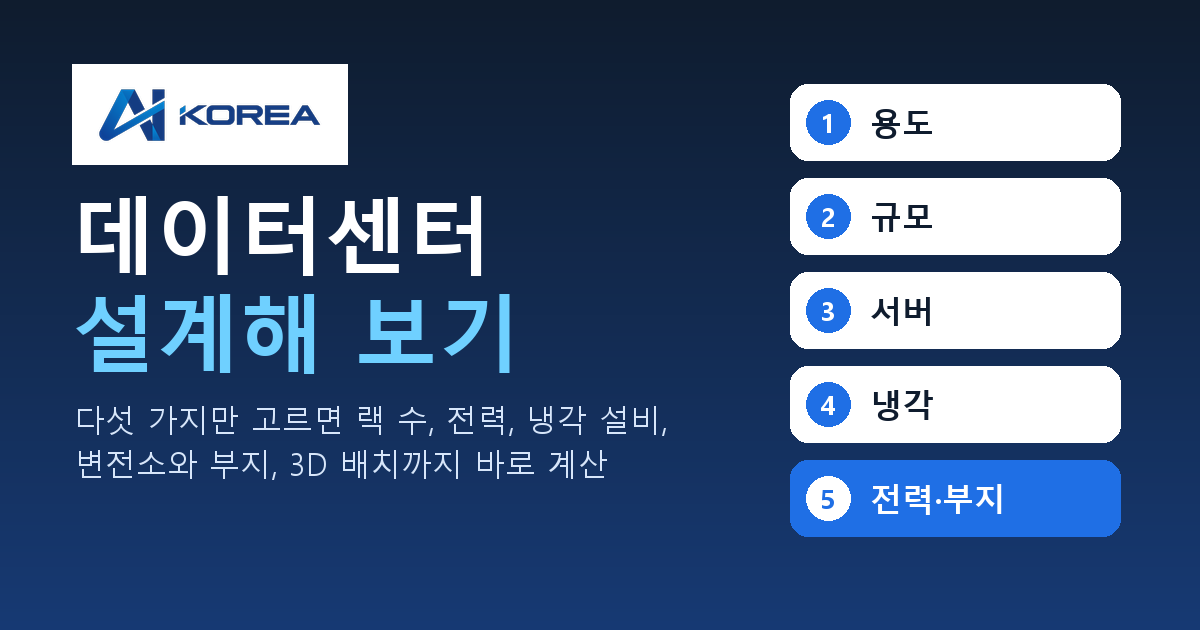 AI KOREA
데이터센터
설계해 보기
다섯 가지만 고르면 랙 수, 전력, 냉각 설비,
변전소와 부지, 3D 배치까지 바로 계산
1 용도
2 규모
3 서버
4 냉각
5 전력·부지